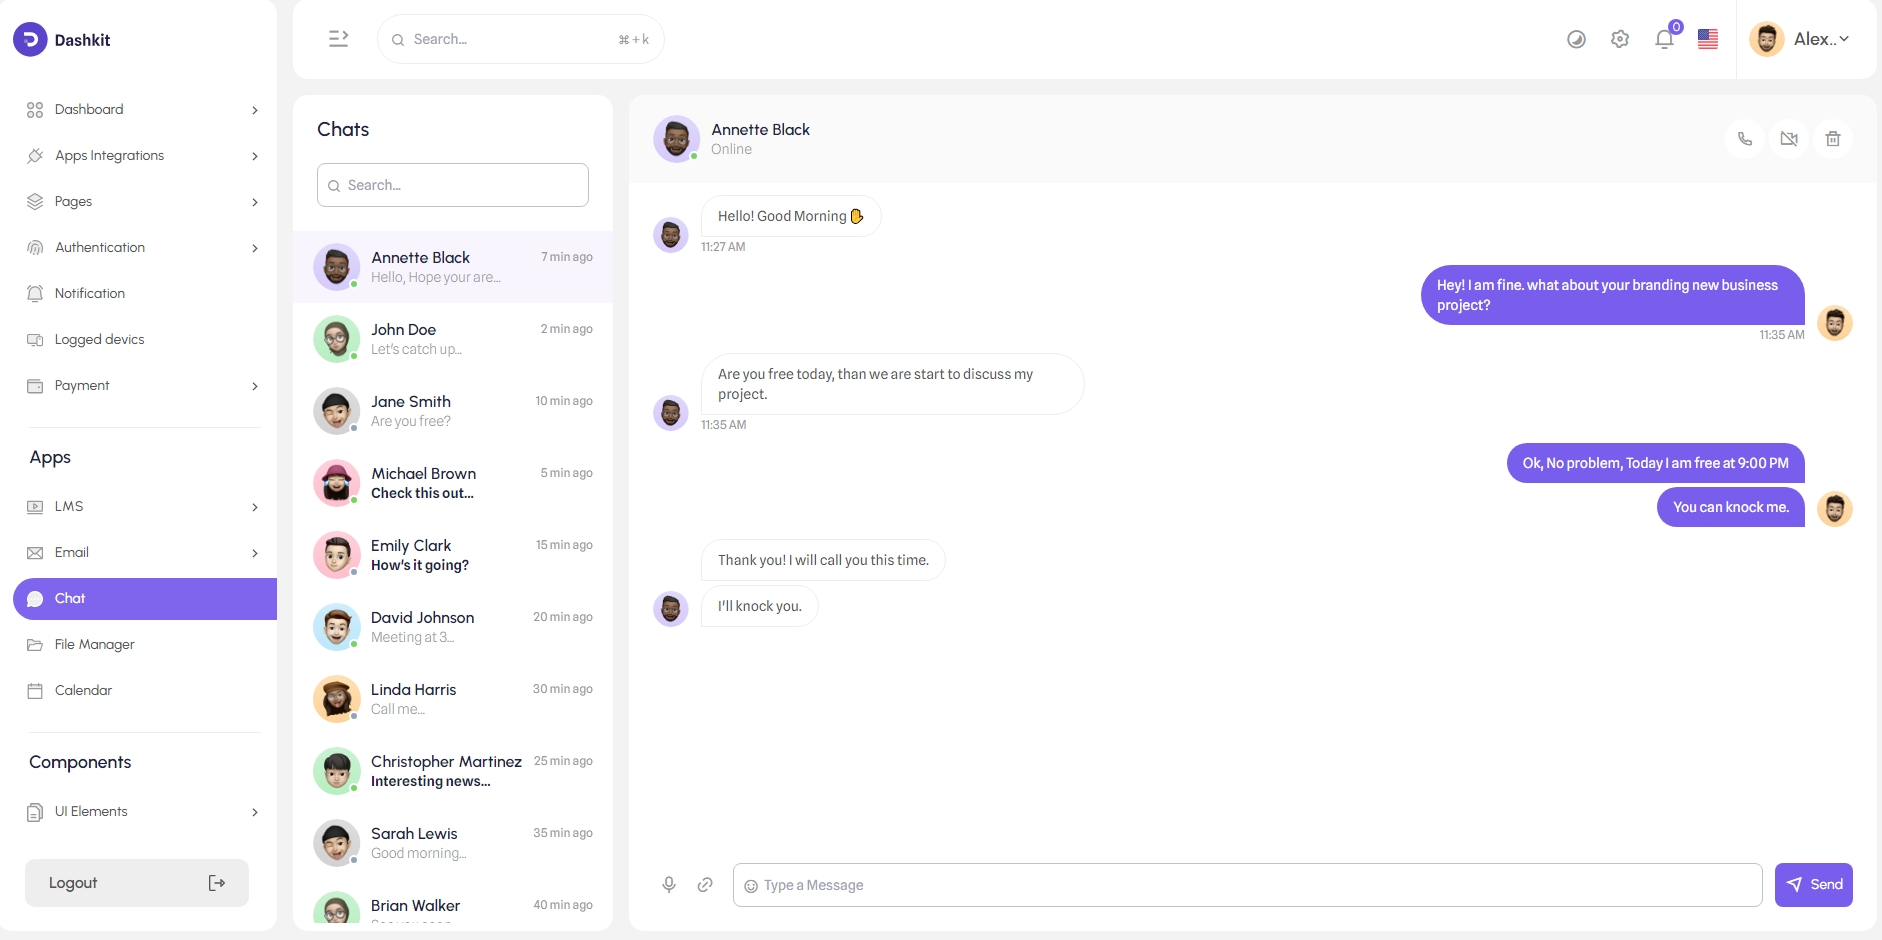 Dashkit
Dashboard
Apps Integrations
Pages
Authentication
Notification
Logged devics
Payment
Apps
LMS
Email
Chat
File Manager
Calendar
Components
UI Elements
Logout
Search...
⌘+k
0
Alex..
Chats
Search...
Annette Black
7 min ago
Hello, Hope your are...
John Doe
2 min ago
Let's catch up...
Jane Smith
10 min ago
Are you free?
Michael Brown
5 min ago
Check this out...
Emily Clark
15 min ago
How's it going?
David Johnson
20 min ago
Meeting at 3...
Linda Harris
30 min ago
Call me...
Christopher Martinez
25 min ago
Interesting news...
Sarah Lewis
35 min ago
Good morning...
Brian Walker
40 min ago
Annette Black
Online
Hello! Good Morning ✋
11:27 AM
Hey! I am fine. what about your branding new business
project?
11:35 AM
Are you free today, than we are start to discuss my
project.
11:35 AM
Ok, No problem, Today I am free at 9:00 PM
You can knock me.
Thank you! I will call you this time.
I'll knock you.
Type a Message
Send